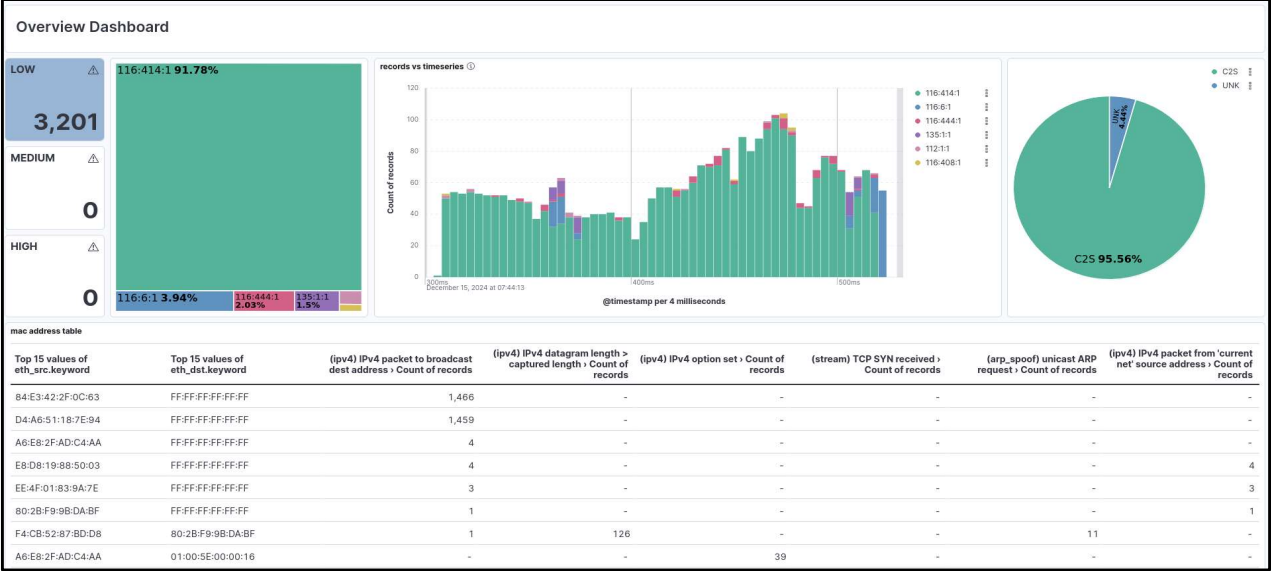 Overview Dashboard
LOW
3,201
MEDIUM
0
HIGH
0
116:414:1 91.78%
116:6:1 3.94%
116:444:1
2.03%
135:1:1
1.5%
records vs timeseries
Count of records
120
100
80
60
40
20
0
300ms
400ms
500ms
December 15, 2024 at 07:44:13
@timestamp per 4 milliseconds
116:414:1
116:6:1
116:444:1
135:1:1
112:1:1
116:408:1
C2S
UNK
UNK
4.44%
C2S 95.56%
mac address table
Top 15 values of eth_src.keyword Top 15 values of eth_dst.keyword (ipv4) IPv4 packet to broadcast dest address › Count of records (ipv4) IPv4 datagram length > captured length › Count of records (ipv4) IPv4 option set › Count of records (stream) TCP SYN received › Count of records (arp_spoof) unicast ARP request › Count of records (ipv4) IPv4 packet from 'current net' source address › Count of records
84:E3:42:2F:0C:63 FF:FF:FF:FF:FF:FF 1,466 - - - - -
D4:A6:51:18:7E:94 FF:FF:FF:FF:FF:FF 1,459 - - - - -
A6:E8:2F:AD:C4:AA FF:FF:FF:FF:FF:FF 4 - - - - -
E8:D8:19:88:50:03 FF:FF:FF:FF:FF:FF 4 - - - - 4
EE:4F:01:83:9A:7E FF:FF:FF:FF:FF:FF 3 - - - - 3
80:2B:F9:9B:DA:BF FF:FF:FF:FF:FF:FF 1 - - - - 1
F4:CB:52:87:BD:D8 80:2B:F9:9B:DA:BF 1 126 - - 11 -
A6:E8:2F:AD:C4:AA 01:00:5E:00:00:16 - - 39 - - -